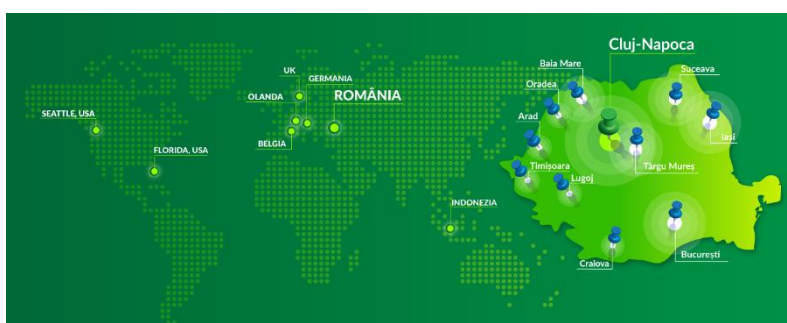 Cluj-Napoca
Baia Mare
Suceava
UK
GERMANIA
Oradea
OLANDA
ROMÂNIA
SEATTLE, USA
Arad
Iasi
BELGIA
FLORIDA, USA
Timișoara
Târgu Mureș
Lugoj
INDONEZIA
București
Craiova